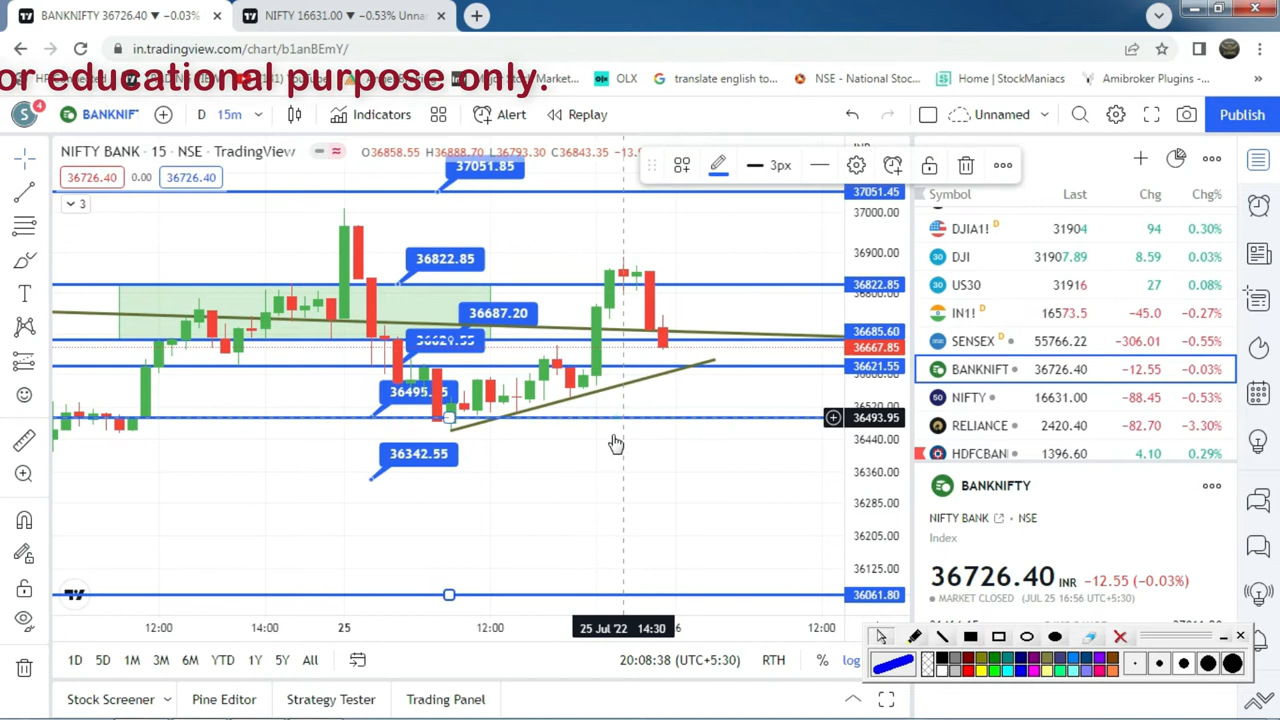 BANKNIFTY 36726.40 ▼ −0.03%
NIFTY 16631.00 ▼ −0.53% Unna
in.tradingview.com/chart/b1anBEmY/
or educational purpose only.
OLX
translate english to...
NSE - National Stoc...
Home | StockManiacs
Amibroker Plugins -...
S 4
BANKNIF
D 15m
Indicators
Alert
Replay
Unnamed
Publish
NIFTY BANK · 15 · NSE · TradingView
O36858.55 H36888.70 L36793.30 C36843.35
36726.40 0.00 36726.40
3
3px
37051.85
36822.85
36687.20
36342.55
37051.45
37000.00
36900.00
36822.85
36685.60
36667.85
36621.55
36493.95
36440.00
36360.00
36285.00
36205.00
36125.00
36061.80
12:00 14:00 25 12:00 25 Jul '22 14:30 12:00
1D 5D 1M 3M 6M YTD 1Y All
20:08:38 (UTC+5:30) RTH % log
Stock Screener Pine Editor Strategy Tester Trading Panel
Symbol Last Chg Chg%
DJIA1! D 31904 94 0.30%
DJI 31907.89 8.59 0.03%
US30 31916 27 0.08%
IN1! D 16573.5 −45.0 −0.27%
SENSEX D 55766.22 −306.01 −0.55%
BANKNIFT 36726.40 −12.55 −0.03%
NIFTY 16631.00 −88.45 −0.53%
RELIANCE 2420.40 −82.70 −3.30%
HDFCBAN 1396.60 4.10 0.29%
BANKNIFTY
NIFTY BANK · NSE
Index
36726.40 INR −12.55 (−0.03%)
MARKET CLOSED (JUL 25 16:56 UTC+5:30)